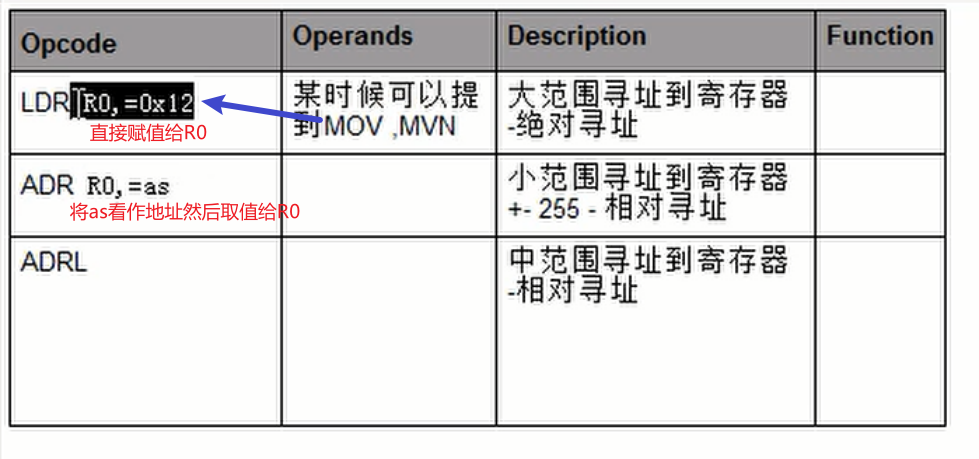 Opcode
Operands
Description
Function
LDR R0,=0x12
直接赋值给R0
某时候可以提
到MOV ,MVN
大范围寻址到寄存器
-绝对寻址
ADR R0,=as
将as看作地址然后取值给R0
小范围寻址到寄存器
+- 255 - 相对寻址
ADRL
中范围寻址到寄存器
-相对寻址